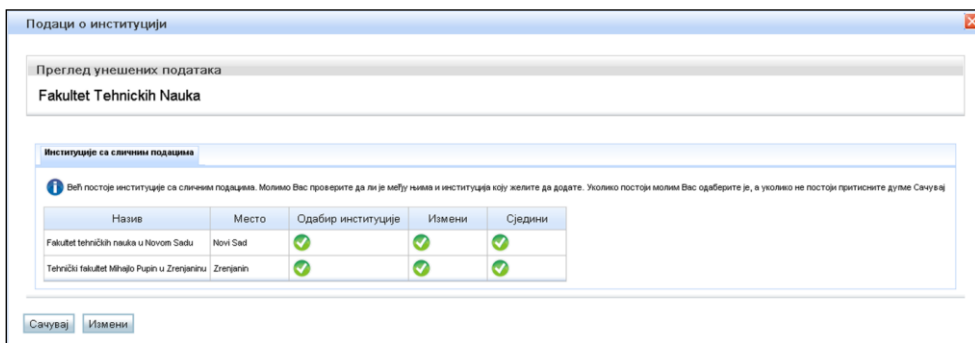 Подаци о институцији
Преглед унешених података
Fakultet Tehnickih Nauka
Институције са сличним подацима
Већ постоје институције са сличним подацима. Молимо Вас проверите да ли је међу њима и институција коју желите да додате. Уколико постоји молим Вас одаберите је, а уколико не постоји притисните дугме Сачувај
Назив Место Одабир институције Измени Сједини
Fakultet tehničkih nauka u Novom Sadu Novi Sad
Tehnički fakultet Mihajlo Pupin u Zrenjaninu Zrenjanin
Сачувај Измени